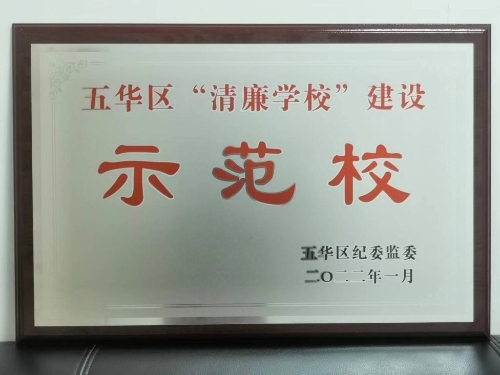 五华区“清廉学校”建设
示范校
五华区纪委监委
二〇二二年一月